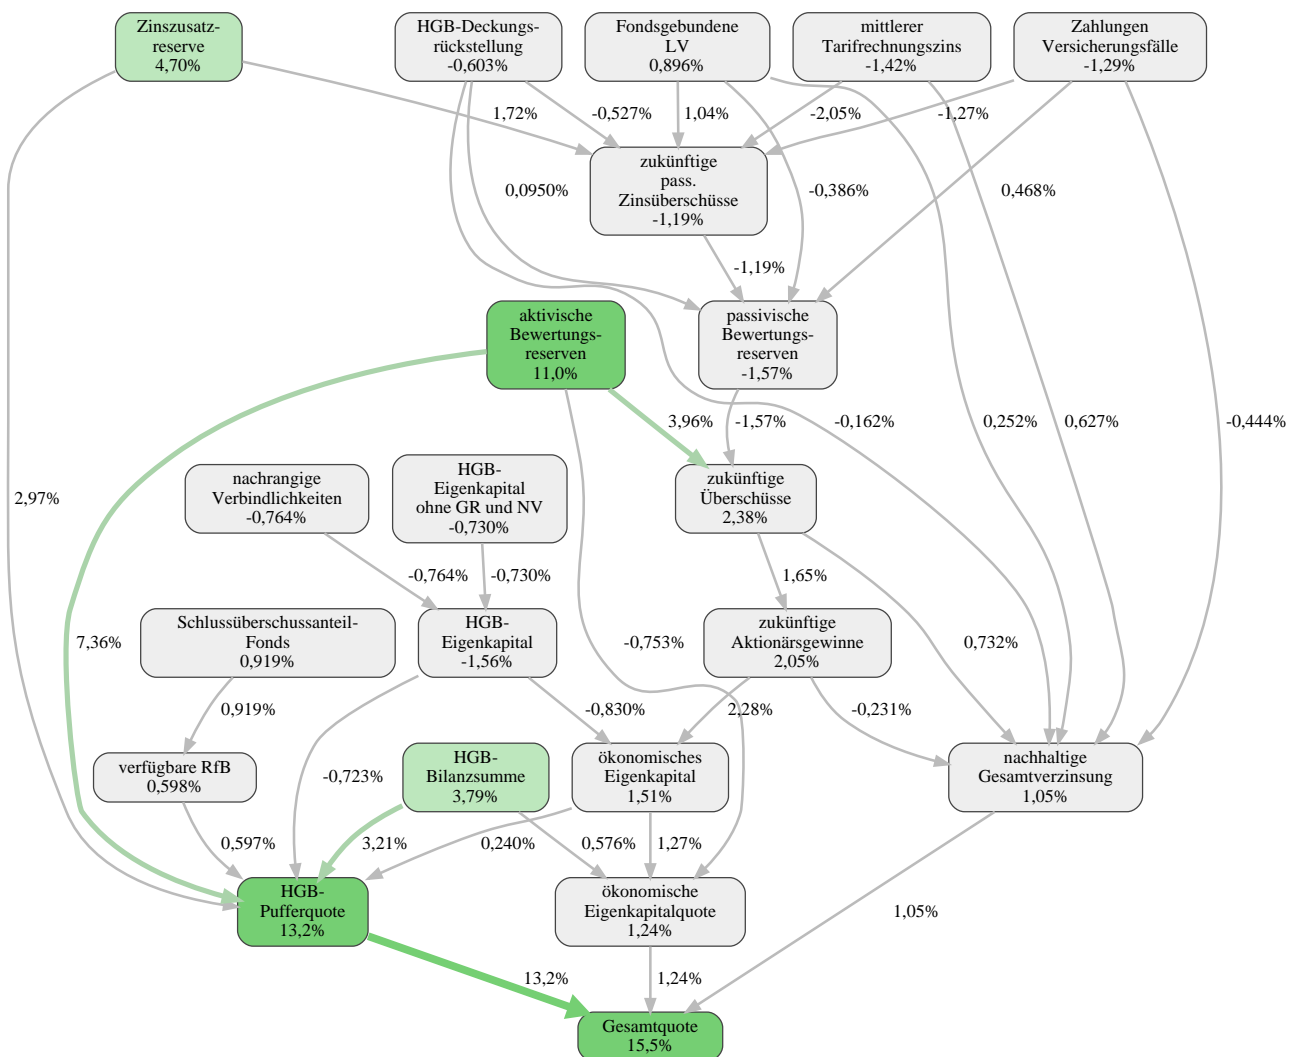 Zinszusatz-
reserve
4,70%
HGB-Deckungs-
rückstellung
-0,603%
Fondsgebundene
LV
0,896%
mittlerer
Tarifrechnungszins
-1,42%
Zahlungen
Versicherungsfälle
-1,29%
1,72%
-0,527%
1,04%
-2,05%
-1,27%
zukünftige
pass.
Zinsüberschüsse
-1,19%
0,0950%
-0,386%
0,468%
-1,19%
aktivische
Bewertungs-
reserven
11,0%
passivische
Bewertungs-
reserven
-1,57%
3,96%
-1,57%
-0,162%
0,252%
0,627%
-0,444%
2,97%
nachrangige
Verbindlichkeiten
-0,764%
HGB-
Eigenkapital
ohne GR und NV
-0,730%
zukünftige
Überschüsse
2,38%
-0,764%
-0,730%
1,65%
7,36%
Schlussüberschussanteil-
Fonds
0,919%
HGB-
Eigenkapital
-1,56%
-0,753%
zukünftige
Aktionärsgewinne
2,05%
0,732%
0,919%
-0,830%
2,28%
-0,231%
verfügbare RfB
0,598%
-0,723%
HGB-
Bilanzsumme
3,79%
ökonomisches
Eigenkapital
1,51%
nachhaltige
Gesamtverzinsung
1,05%
0,597%
3,21%
0,240%
0,576%
1,27%
HGB-
Pufferquote
13,2%
ökonomische
Eigenkapitalquote
1,24%
1,05%
13,2%
1,24%
Gesamtquote
15,5%